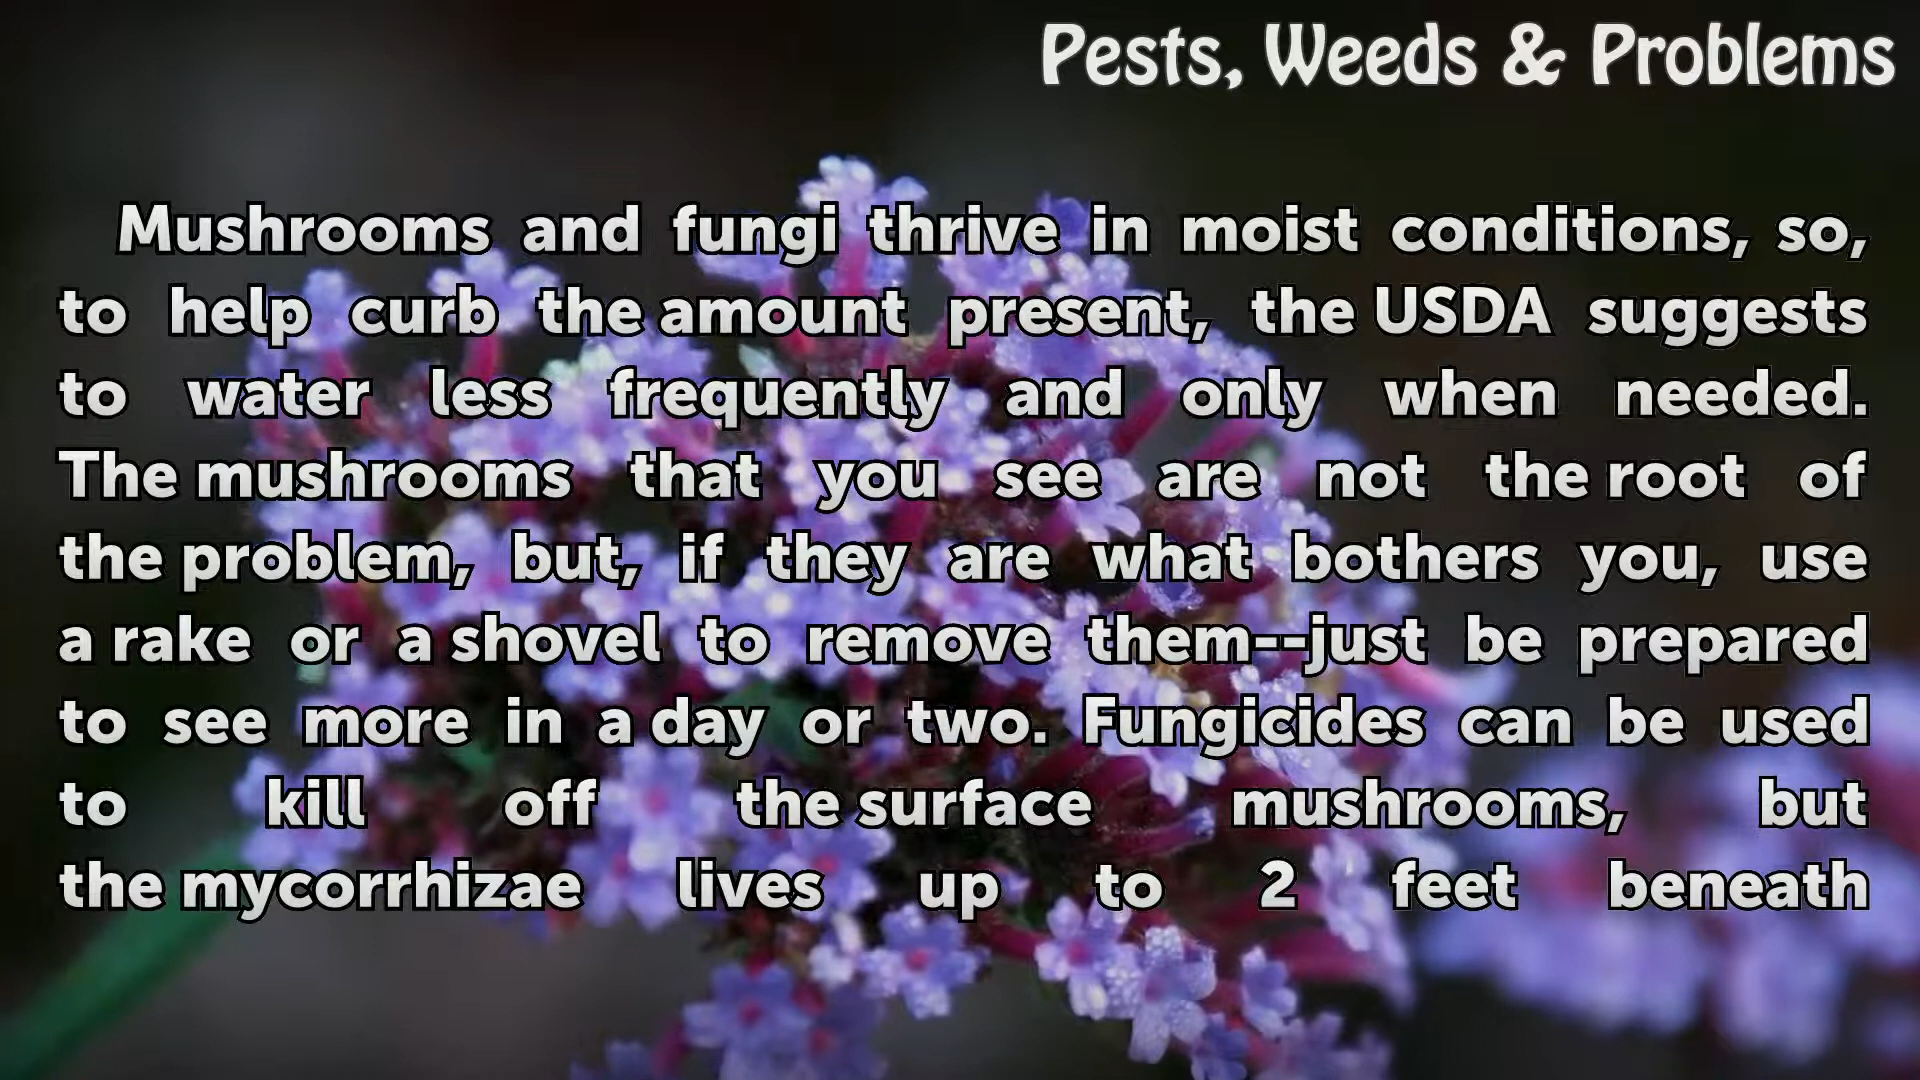 Pests, Weeds & Problems
Mushrooms and fungi thrive in moist conditions, so,
to help curb the amount present, the USDA suggests
to water less frequently and only when needed.
The mushrooms that you see are not the root of
the problem, but, if they are what bothers you, use
a rake or a shovel to remove them--just be prepared
to see more in a day or two. Fungicides can be used
to kill off the surface mushrooms, but
the mycorrhizae lives up to 2 feet beneath